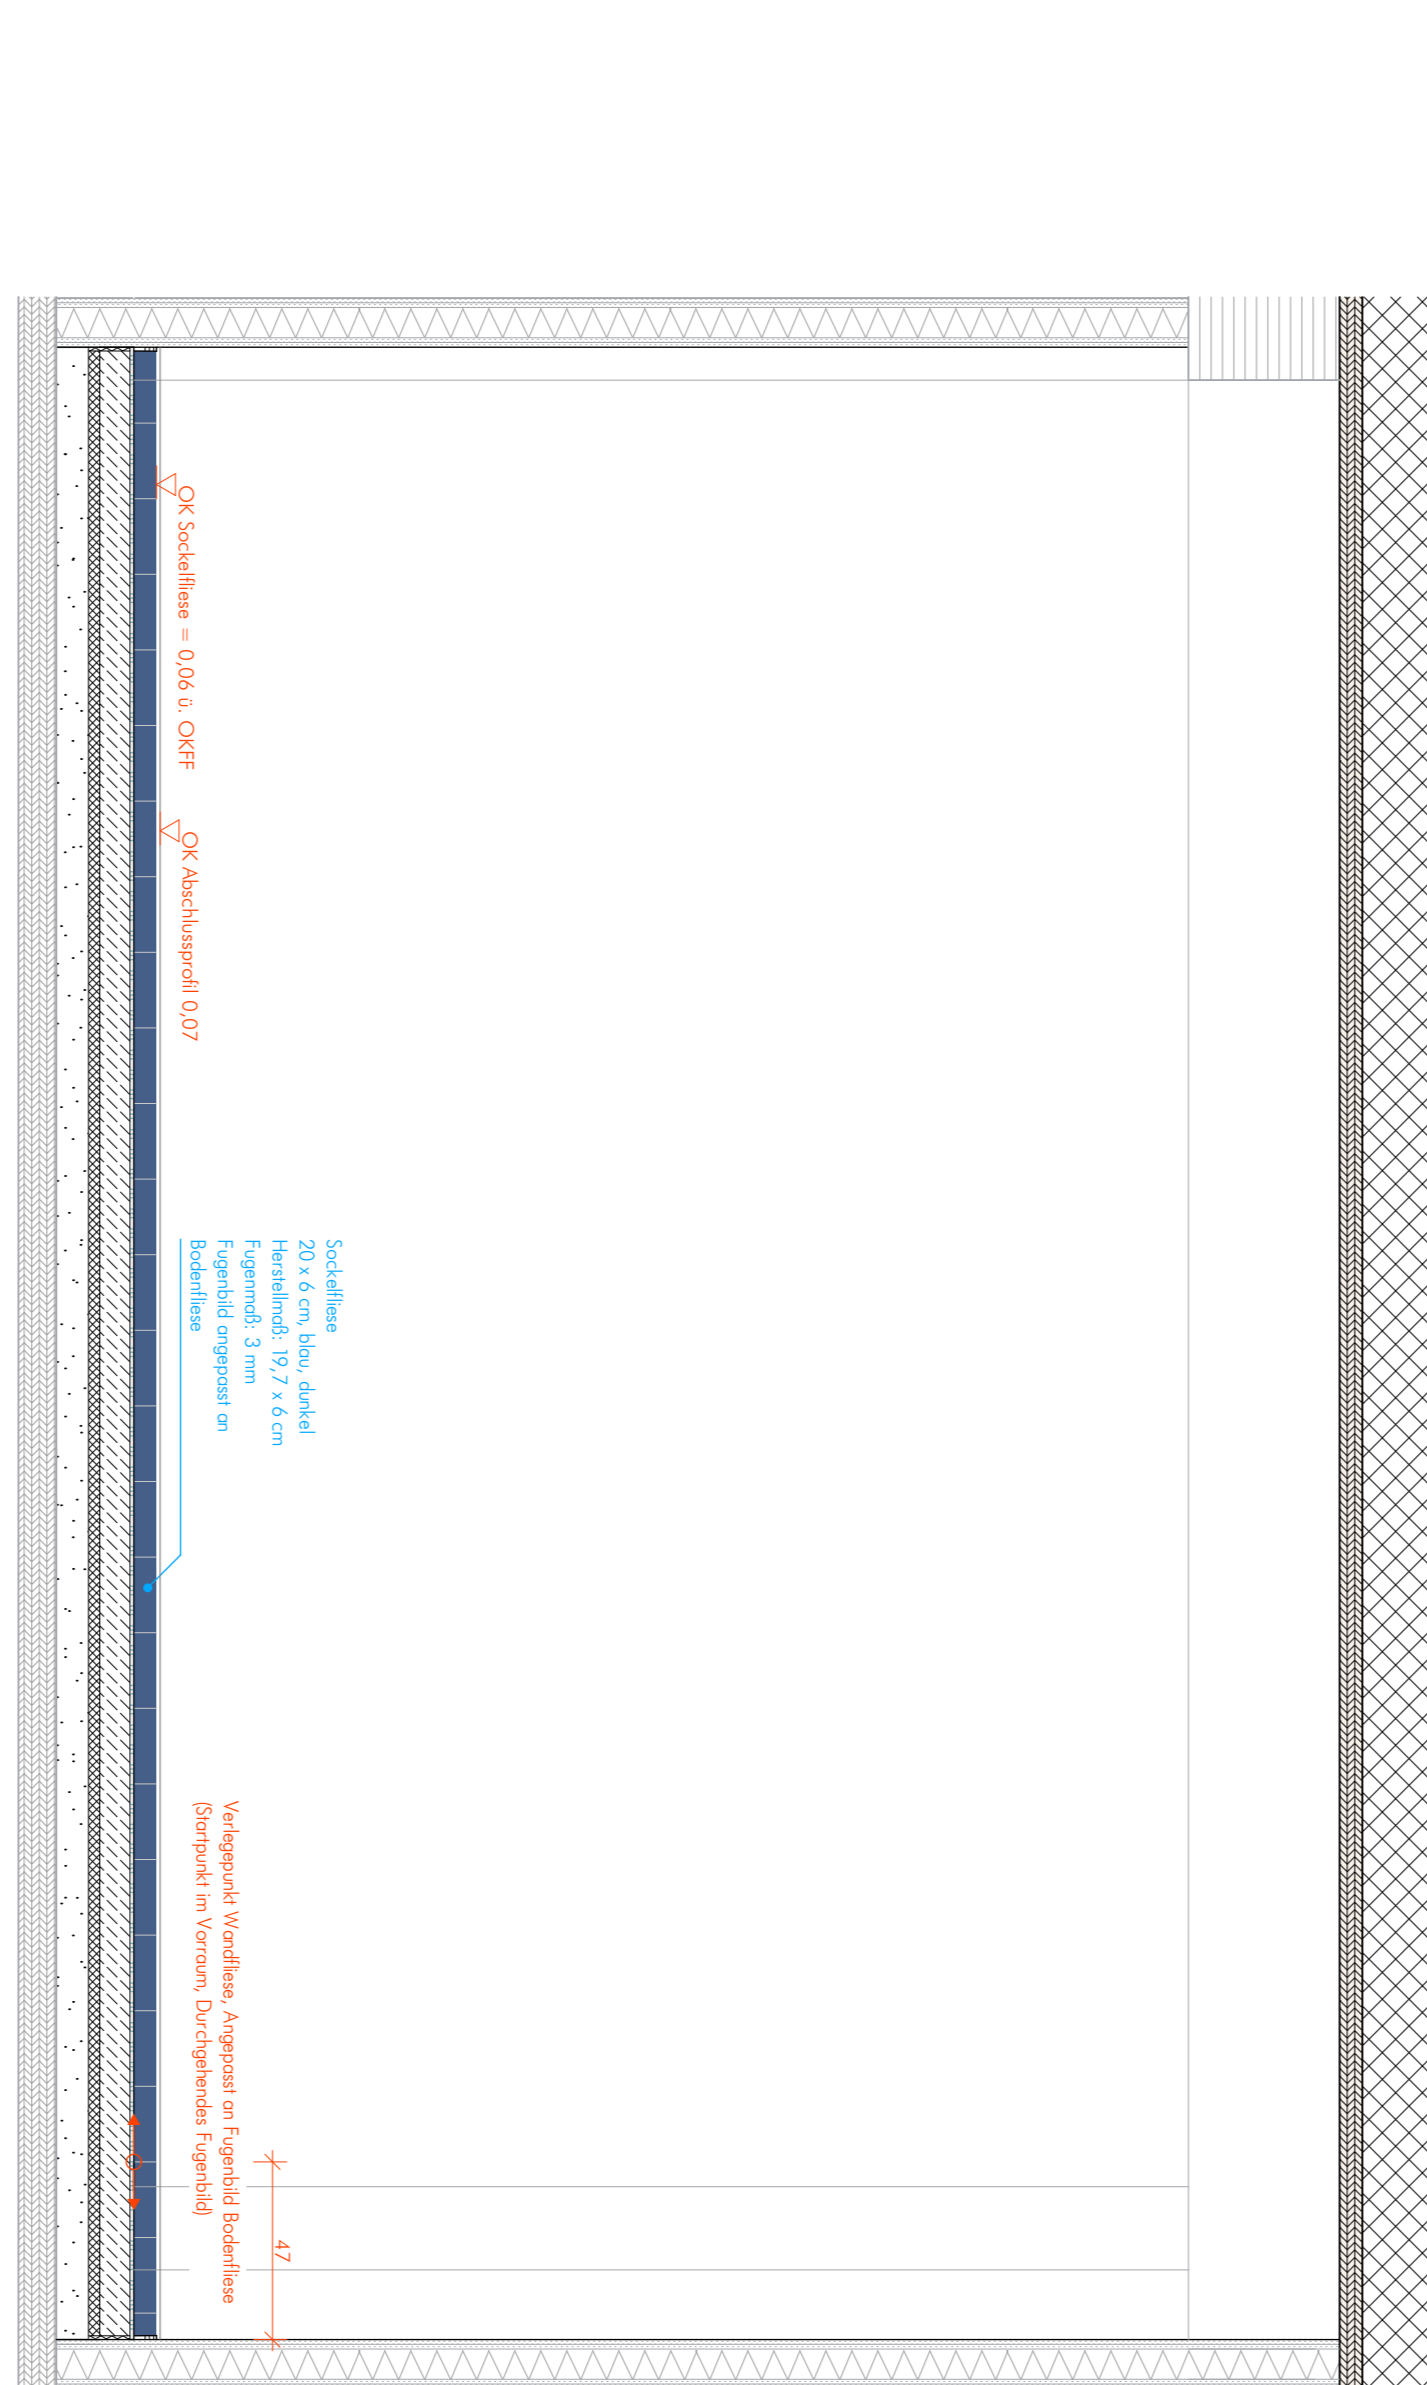 OK Sockelfliese = 0,06 ü. OKFF
OK Abschlussprofil 0,07
Sockelfliese
20 x 6 cm, blau, dunkel
Herstellmaß: 19,7 x 6 cm
Fugenmaß: 3 mm
Fugenbild angepasst an
Bodenfliese
Verlegepunkt Wandfliese, Angepasst an Fugenbild Bodenfliese
(Startpunkt im Vorraum, Durchgehendes Fugenbild)
47